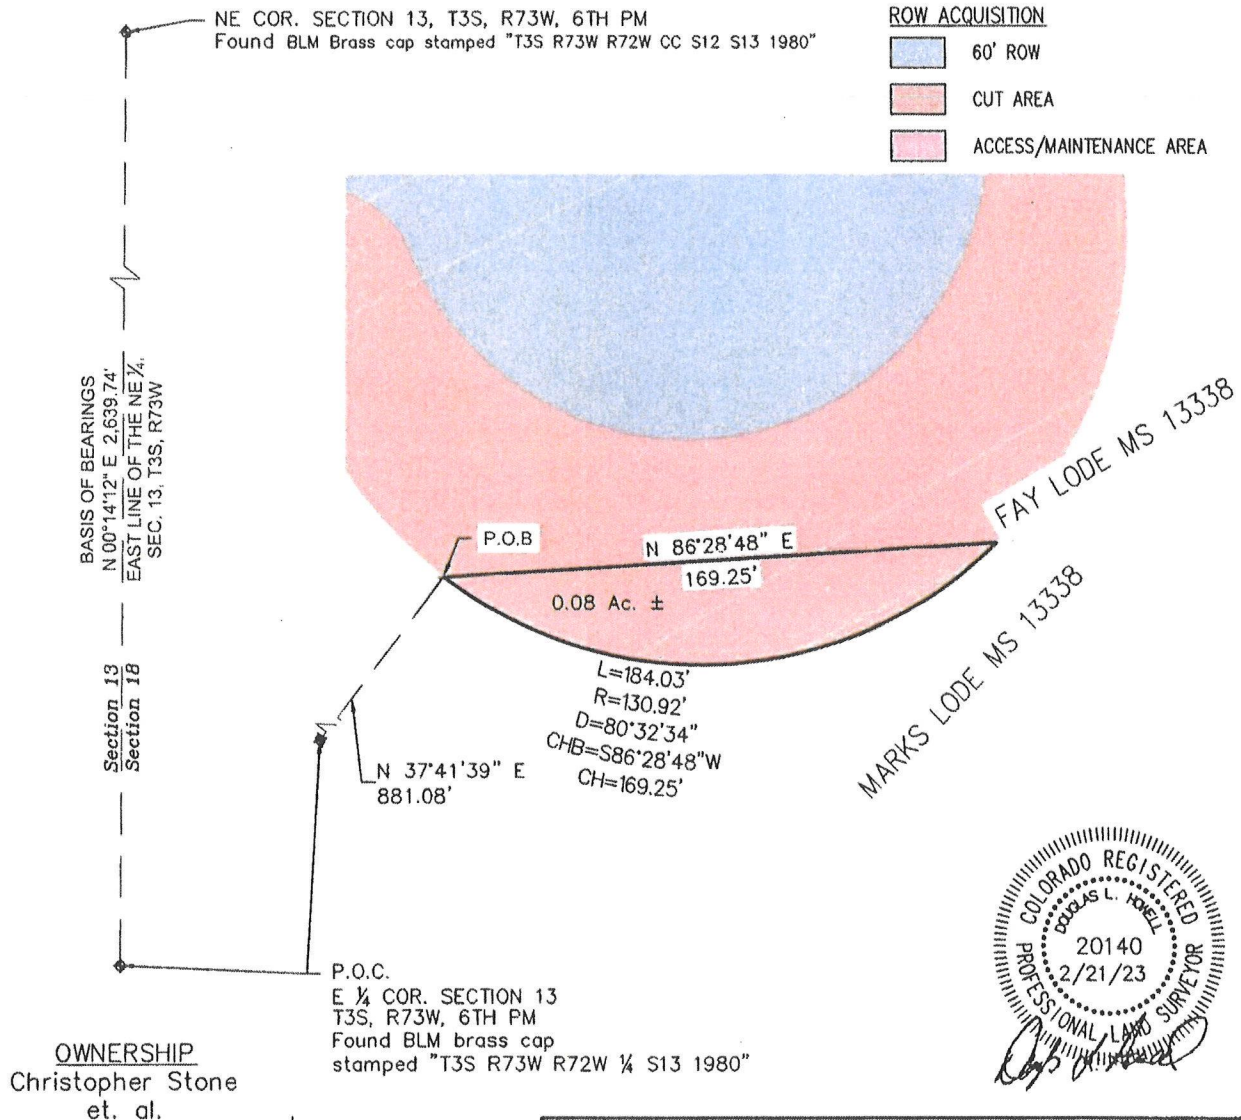 NE COR. SECTION 13, T3S, R73W, 6TH PM
Found BLM Brass cap stamped "T3S R73W R72W CC S12 S13 1980"
ROW ACQUISITION
60' ROW
CUT AREA
ACCESS/MAINTENANCE AREA
BASIS OF BEARINGS
N 00°14'12" E 2,639.74'
EAST LINE OF THE NE ¼,
SEC. 13, T3S, R73W
Section 13
Section 18
P.O.B
N 86°28'48" E
169.25'
0.08 Ac. ±
L=184.03'
R=130.92'
D=80°32'34"
CHB=S86°28'48"W
CH=169.25'
FAY LODE MS 13338
MARKS LODE MS 13338
N 37°41'39" E
881.08'
P.O.C.
E ¼ COR. SECTION 13
T3S, R73W, 6TH PM
Found BLM brass cap
stamped "T3S R73W R72W ¼ S13 1980"
OWNERSHIP
Christopher Stone
et. al.
COLORADO REGISTERED
DOUGLAS L. HOWELL
20140
2/21/23
PROFESSIONAL LAND SURVEYOR